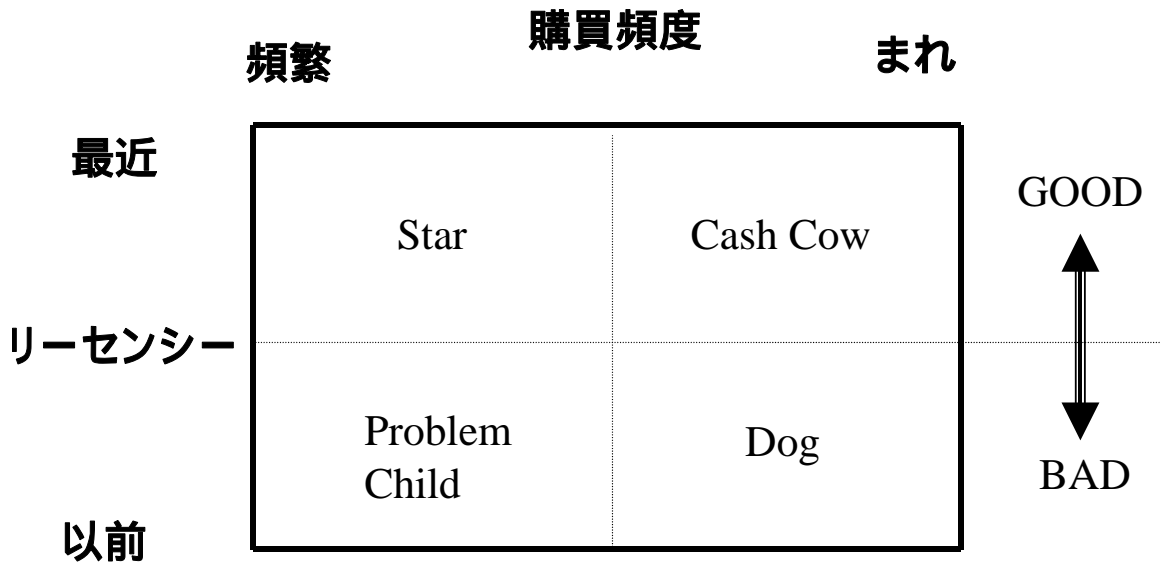 購買頻度
頻繁
まれ
最近
GOOD
Star
Cash Cow
リーセンシー
Problem
Child
Dog
BAD
以前